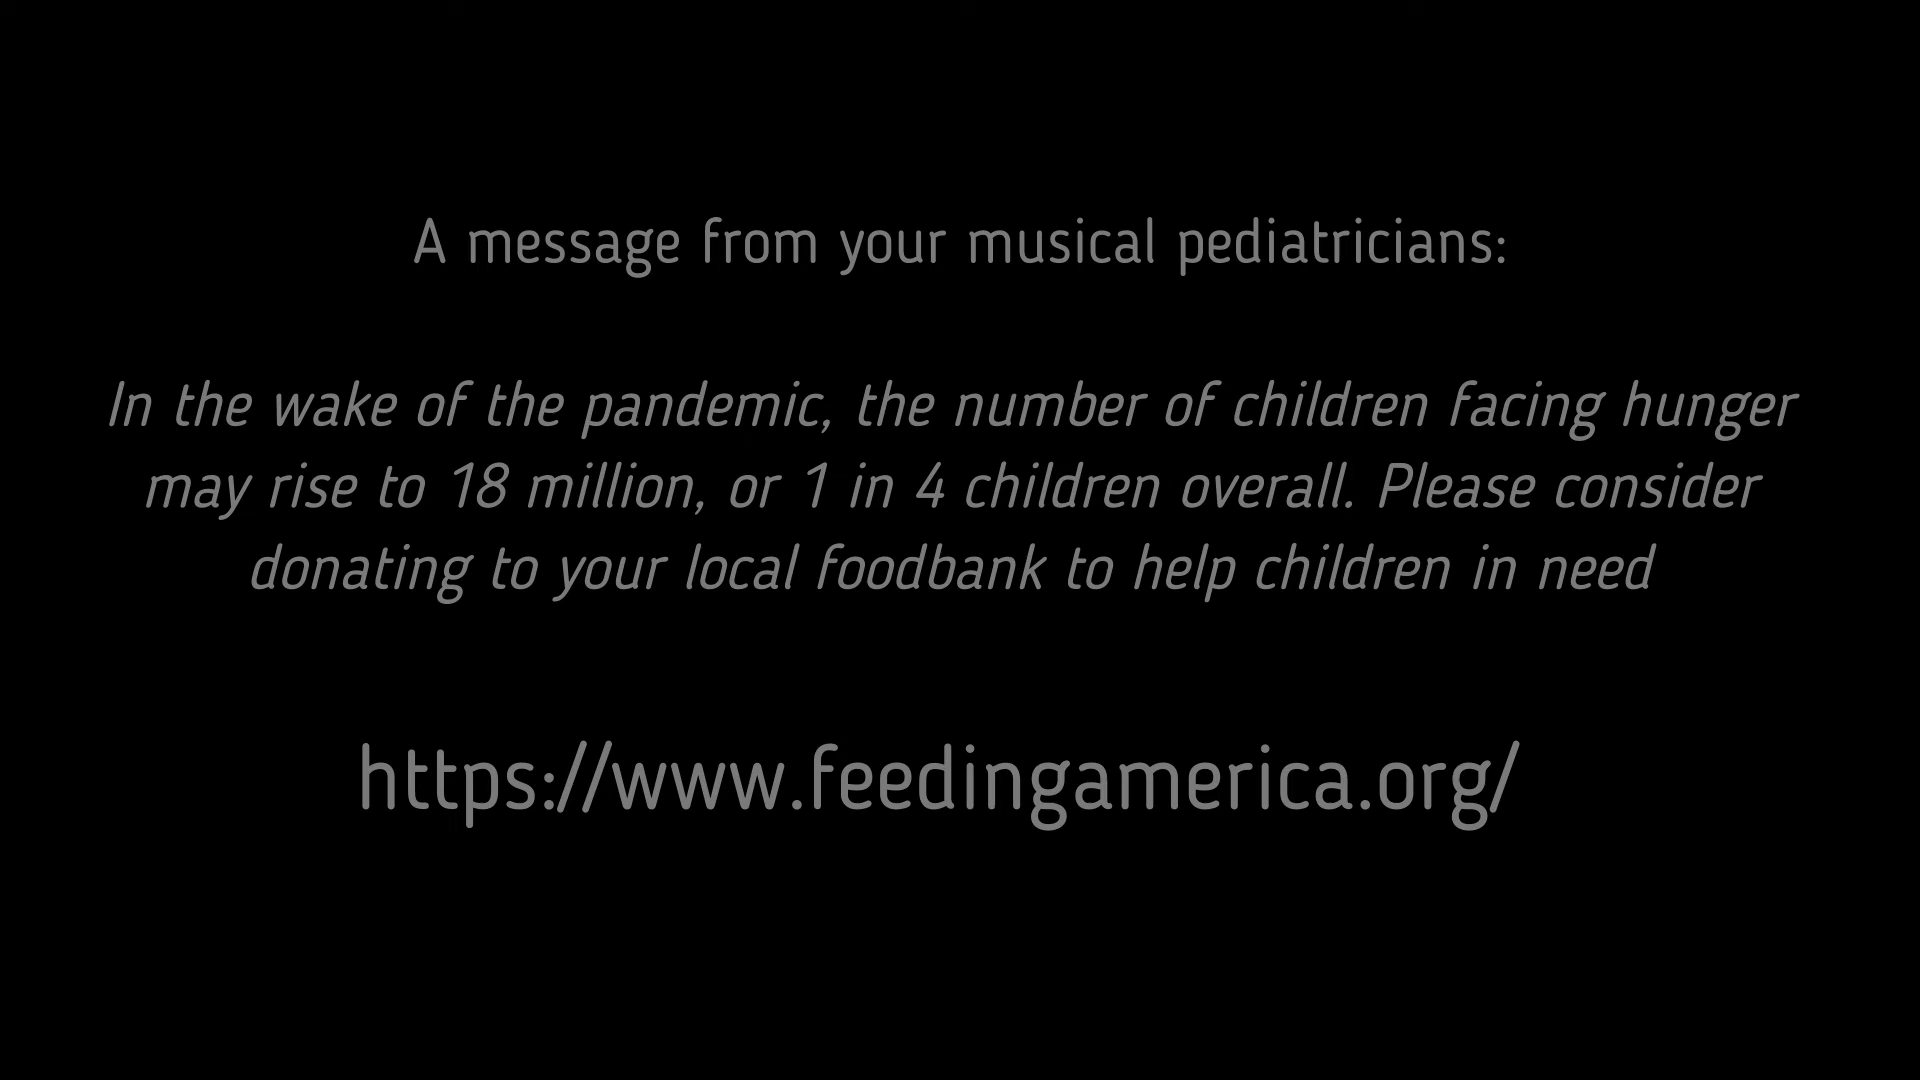 A message from your musical pediatricians:
In the wake of the pandemic, the number of children facing hunger
may rise to 18 million, or 1 in 4 children overall. Please consider
donating to your local foodbank to help children in need
https://www.feedingamerica.org/